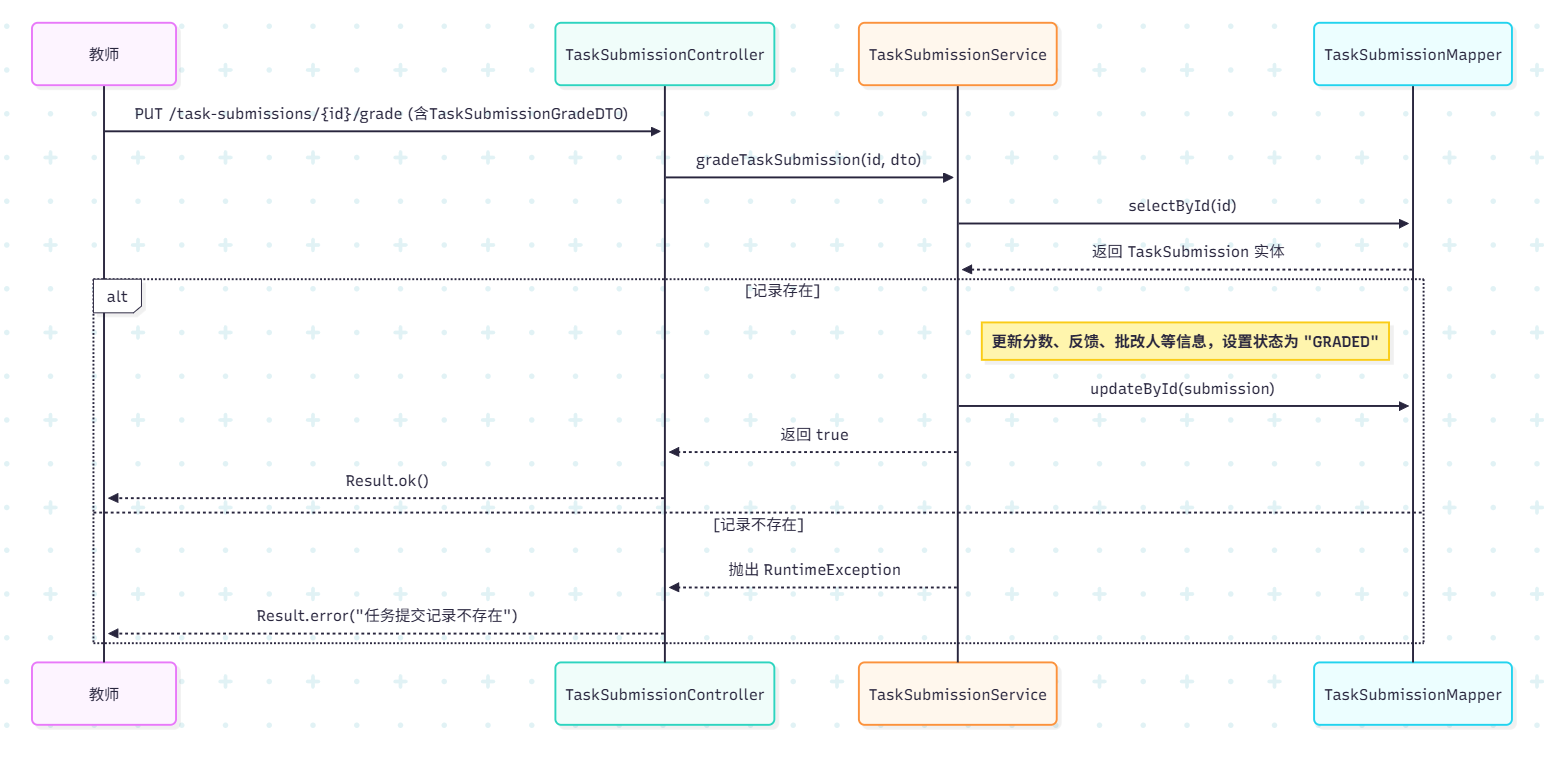 教师
TaskSubmissionController
TaskSubmissionService
TaskSubmissionMapper
PUT /task-submissions/{id}/grade (含TaskSubmissionGradeDTO)
gradeTaskSubmission(id, dto)
selectById(id)
返回 TaskSubmission 实体
alt
[记录存在]
更新分数、反馈、批改人等信息，设置状态为 "GRADED"
updateById(submission)
返回 true
Result.ok()
[记录不存在]
抛出 RuntimeException
Result.error("任务提交记录不存在")
教师
TaskSubmissionController
TaskSubmissionService
TaskSubmissionMapper